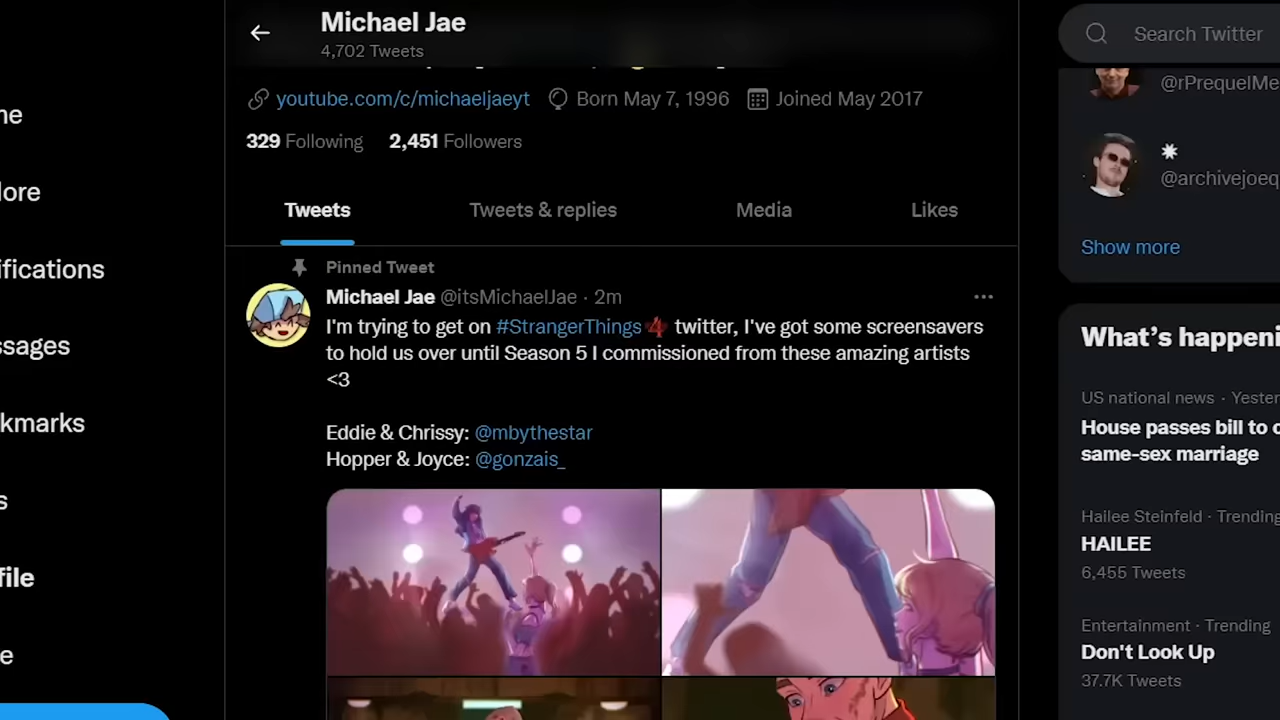 Michael Jae
4,702 Tweets
Search Twitter
youtube.com/c/michaeljaeyt Born May 7, 1996 Joined May 2017
329 Following 2,451 Followers
Tweets Tweets & replies Media Likes
Pinned Tweet
Michael Jae @itsMichaelJae · 2m
I'm trying to get on #StrangerThings twitter, I've got some screensavers
to hold us over until Season 5 I commissioned from these amazing artists
<3
Eddie & Chrissy: @mbythestar
Hopper & Joyce: @gonzais_
me
lore
ifications
ssages
kmarks
s
file
e
@rPrequelMe
@archivejoeq
Show more
What's happeni
US national news · Yester
House passes bill to c
same-sex marriage
Hailee Steinfeld · Trending
HAILEE
6,455 Tweets
Entertainment · Trending
Don't Look Up
37.7K Tweets